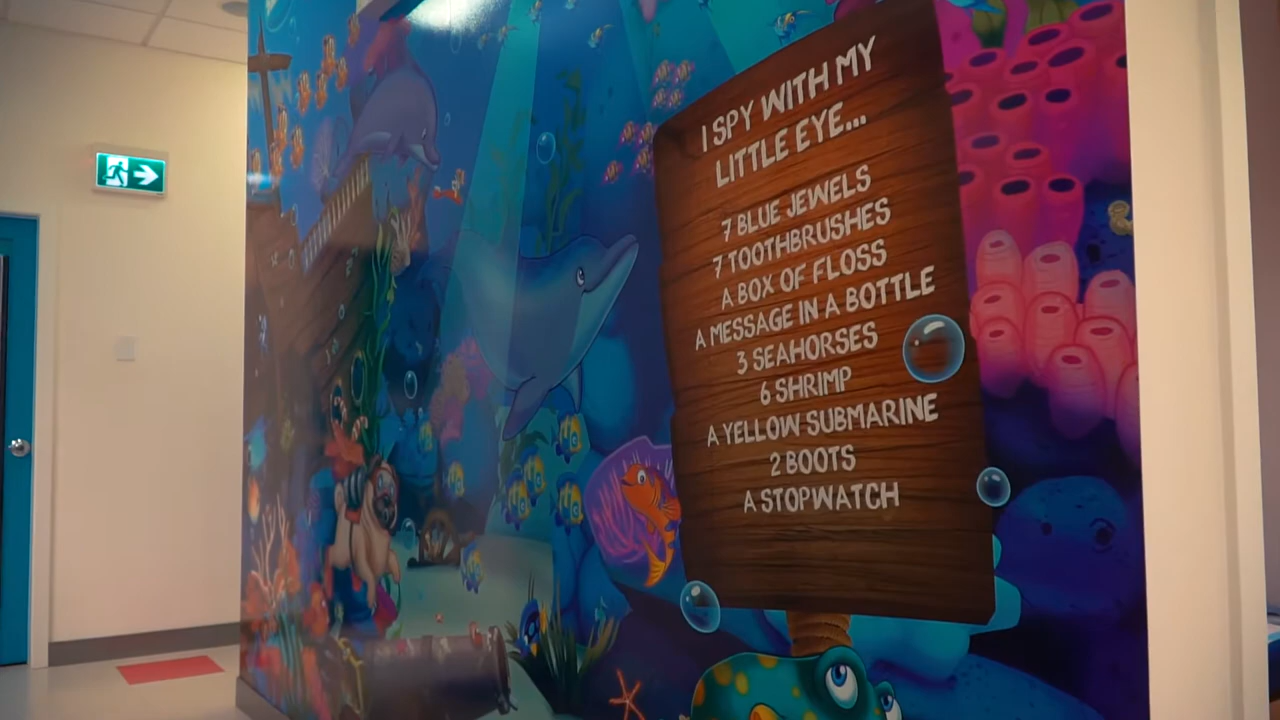 I SPY WITH MY
LITTLE EYE...
7 BLUE JEWELS
7 TOOTHBRUSHES
A BOX OF FLOSS
A MESSAGE IN A BOTTLE
3 SEAHORSES
6 SHRIMP
A YELLOW SUBMARINE
2 BOOTS
A STOPWATCH